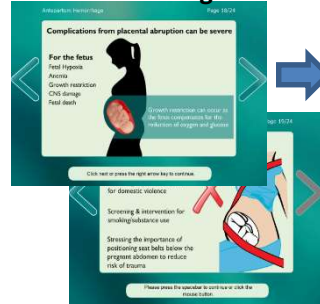 Antepartum Hemorrhage Page 18/24
Complications from placental abruption can be severe
For the fetus
Fetal Hypoxia
Anemia
Growth restriction
CNS damage
Fetal death
Growth restriction can occur as
the fetus compensates for the
reduction of oxygen and glucose
Click next or press the right arrow key to continue
Page 19/24
for domestic violence
Screening & intervention for
smoking/substance use
Stressing the importance of
positioning seat belts below the
pregnant abdomen to reduce
risk of trauma
Please press the spacebar to continue or click the
mouse button